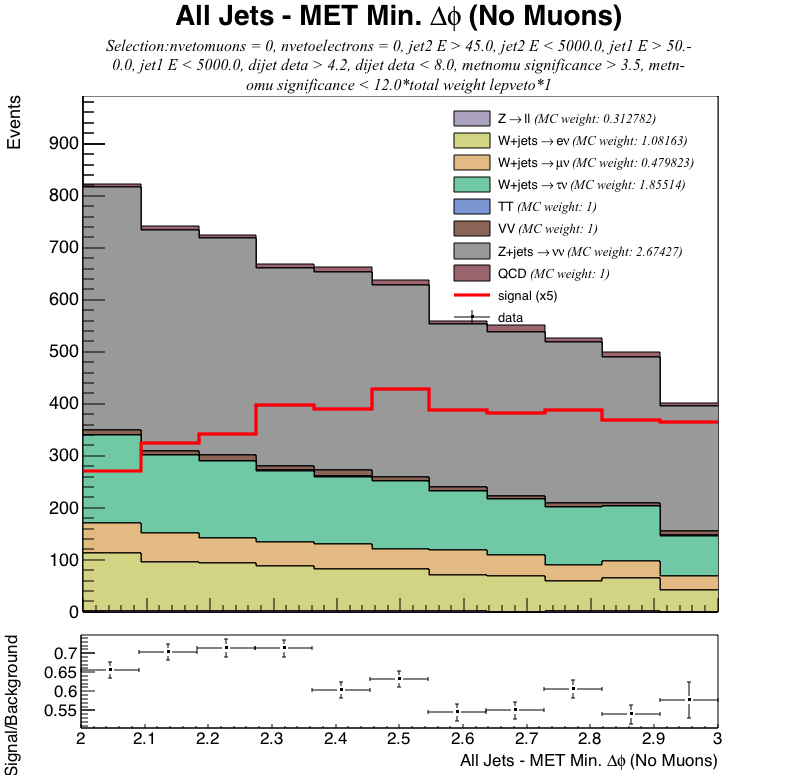 All Jets - MET Min. Δϕ (No Muons)
Selection:nvetomuons = 0, nvetoelectrons = 0, jet2 E > 45.0, jet2 E < 5000.0, jet1 E > 50.-
0.0, jet1 E < 5000.0, dijet deta > 4.2, dijet deta < 8.0, metnomu significance > 3.5, metn-
omu significance < 12.0*total weight lepveto*1
Events
900
800
700
600
500
400
300
200
100
0
Z→ll (MC weight: 0.312782)
W+jets→eν (MC weight: 1.08163)
W+jets→μν (MC weight: 0.479823)
W+jets→τν (MC weight: 1.85514)
TT (MC weight: 1)
VV (MC weight: 1)
Z+jets→νν (MC weight: 2.67427)
QCD (MC weight: 1)
signal (x5)
data
Signal/Background
0.7
0.65
0.6
0.55
2 2.1 2.2 2.3 2.4 2.5 2.6 2.7 2.8 2.9 3
All Jets - MET Min. Δϕ (No Muons)